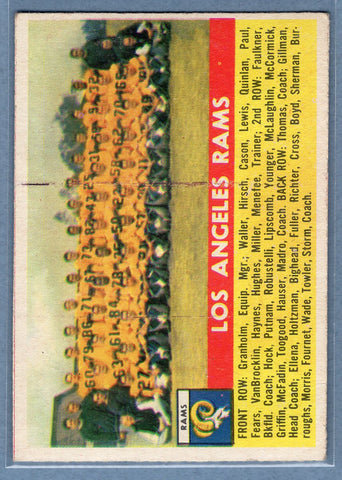 LOS ANGELES RAMS
RAMS
FRONT ROW: Granholm, Equip. Mgr.; Waller, Hirsch, Cason, Lewis, Quinlan, Paul,
Fears, VanBrocklin, Haynes, Hughes, Miller, Menefee, Trainer; 2nd ROW: Faulkner,
Bkfld. Coach; Hock, Putnam, Robustelli, Lipscomb, Younger, McLaughlin, McCormick,
Griffin, McFadin, Toogood, Hauser, Madro, Coach. BACK ROW: Thomas, Coach; Gillman,
Head Coach; Ellena, Holtzman, Bighead, Fuller, Richter, Cross, Boyd, Sherman, Bur-
roughs, Morris, Fournet, Wade, Towler, Storm, Coach.